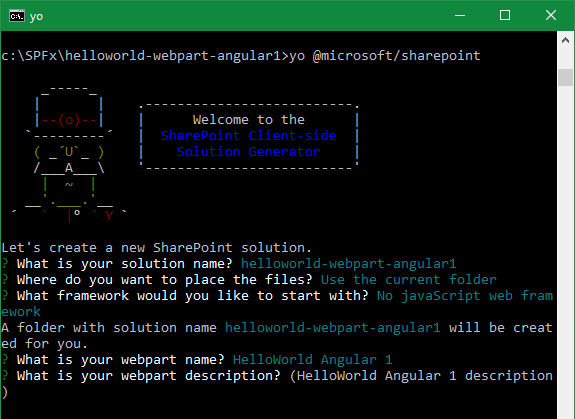 yo
c:\SPFx\helloworld-webpart-angular1>yo @microsoft/sharepoint
Welcome to the
SharePoint Client-side
Solution Generator
Let's create a new SharePoint solution.
? What is your solution name? helloworld-webpart-angular1
? Where do you want to place the files? Use the current folder
? What framework would you like to start with? No javaScript web fram
ework
A folder with solution name helloworld-webpart-angular1 will be creat
ed for you.
? What is your webpart name? HelloWorld Angular 1
? What is your webpart description? (HelloWorld Angular 1 description
)